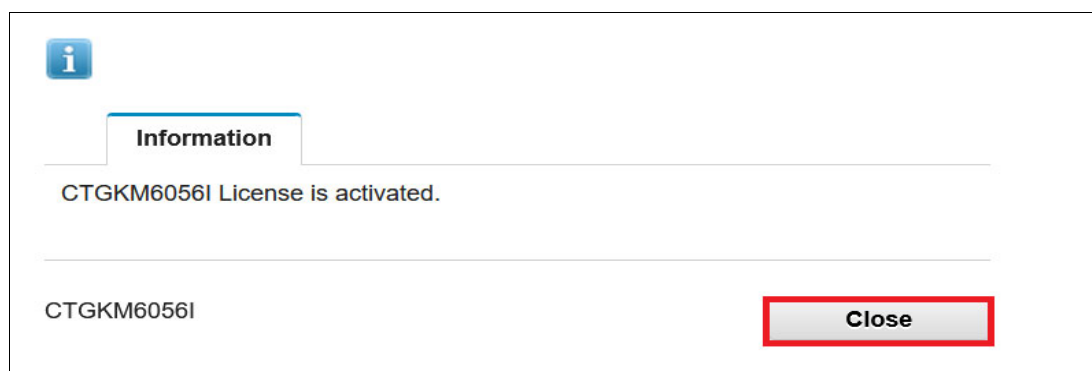 Information
CTGKM6056I License is activated.
CTGKM6056I
Close